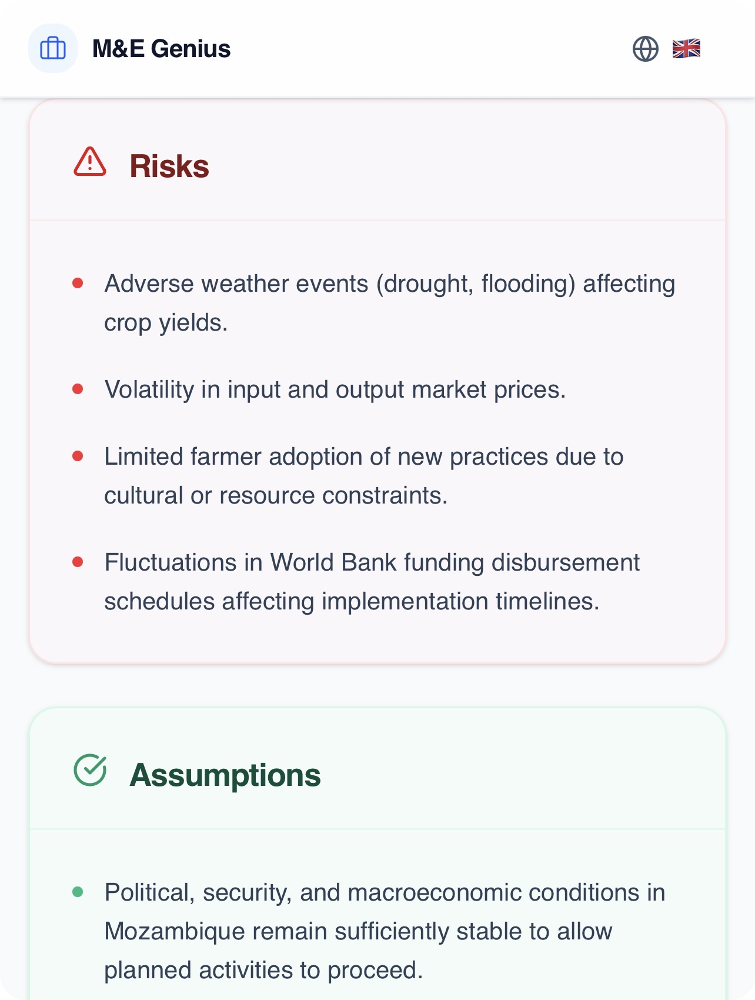 M&E Genius
Risks
Adverse weather events (drought, flooding) affecting
crop yields.
Volatility in input and output market prices.
Limited farmer adoption of new practices due to
cultural or resource constraints.
Fluctuations in World Bank funding disbursement
schedules affecting implementation timelines.
Assumptions
Political, security, and macroeconomic conditions in
Mozambique remain sufficiently stable to allow
planned activities to proceed.